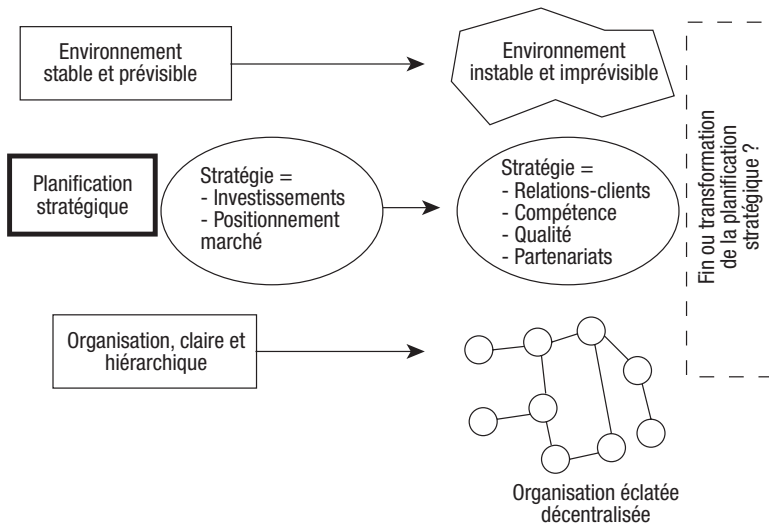 Environnement
stable et prévisible
Environnement
instable et imprévisible
Planification
stratégique
Stratégie =
- Investissements
- Positionnement
marché
Stratégie =
- Relations-clients
- Compétence
- Qualité
- Partenariats
Fin ou transformation
de la planification
stratégique ?
Organisation, claire et
hiérarchique
Organisation éclatée
décentralisée